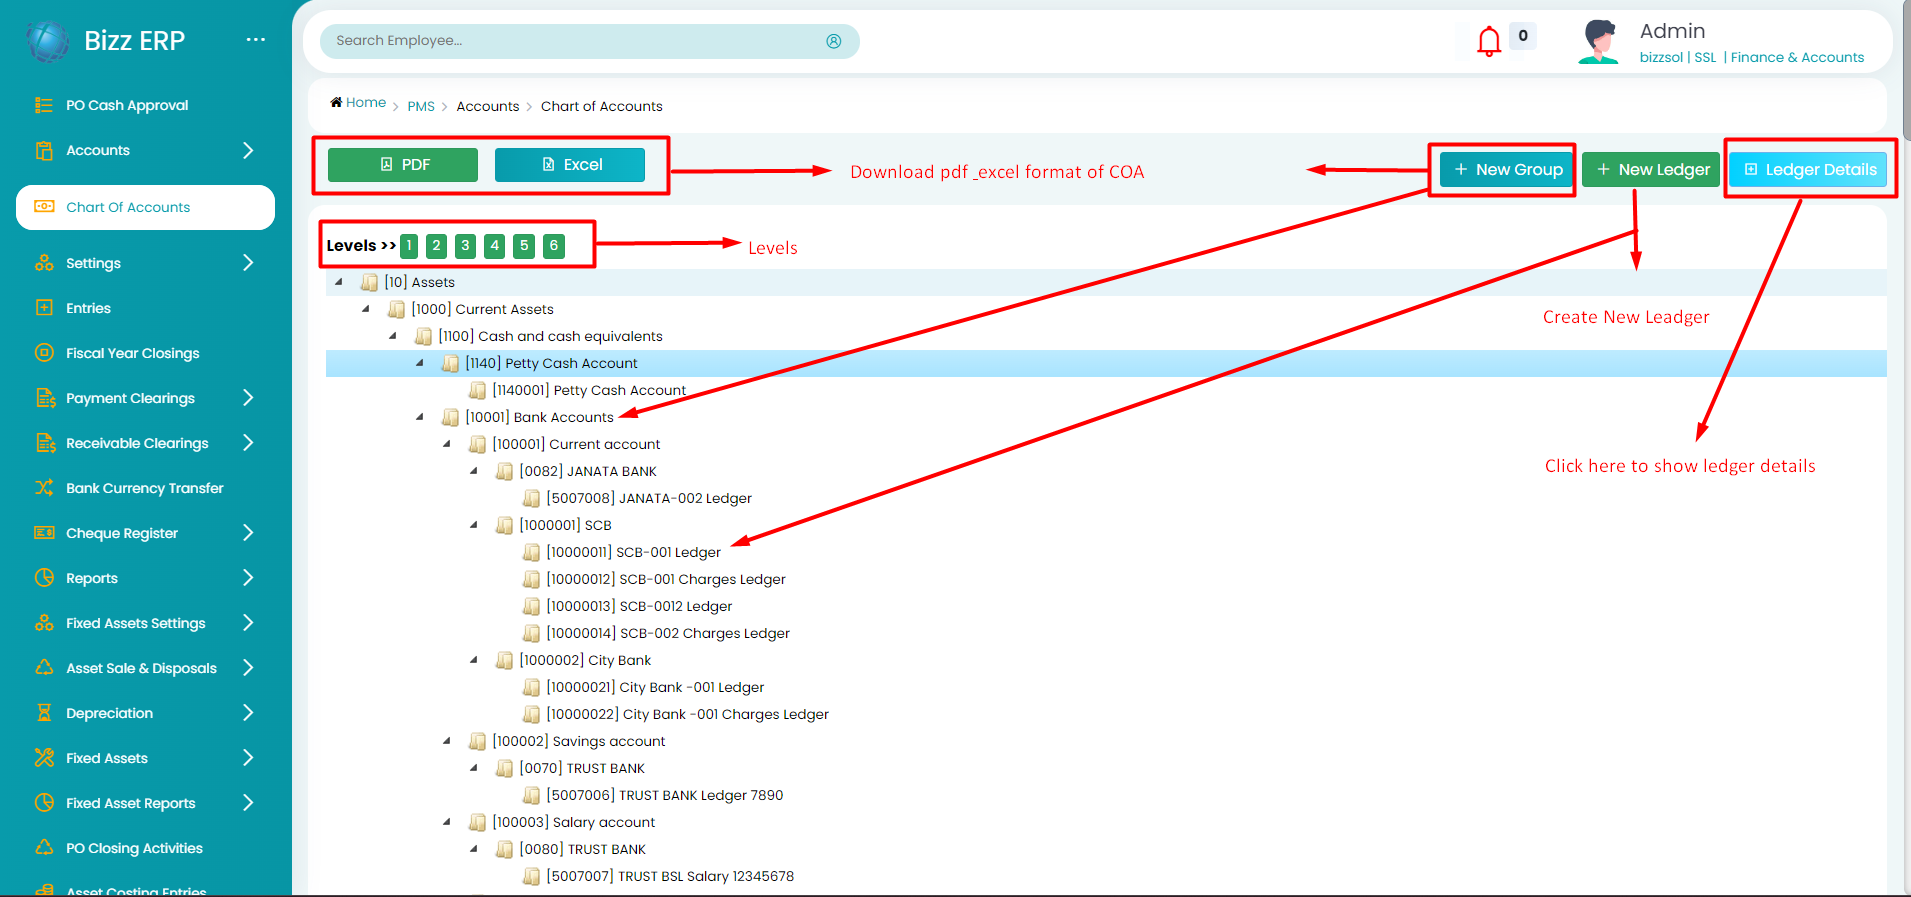 Bizz ERP
...
PO Cash Approval
Accounts
Chart Of Accounts
Settings
Entries
Fiscal Year Closings
Payment Clearings
Receivable Clearings
Bank Currency Transfer
Cheque Register
Reports
Fixed Assets Settings
Asset Sale & Disposals
Depreciation
Fixed Assets
Fixed Asset Reports
PO Closing Activities
Asset Costing Entries
Search Employee...
0
Admin
bizzsol | SSL | Finance & Accounts
Home > PMS > Accounts > Chart of Accounts
PDF
Excel
Download pdf _excel format of COA
+ New Group
+ New Ledger
Ledger Details
Levels >> 1 2 3 4 5 6
Levels
[10] Assets
[1000] Current Assets
[1100] Cash and cash equivalents
[1140] Petty Cash Account
[1140001] Petty Cash Account
[10001] Bank Accounts
[100001] Current account
[0082] JANATA BANK
[5007008] JANATA-002 Ledger
[1000001] SCB
[10000011] SCB-001 Ledger
[10000012] SCB-001 Charges Ledger
[10000013] SCB-0012 Ledger
[10000014] SCB-002 Charges Ledger
[1000002] City Bank
[10000021] City Bank -001 Ledger
[10000022] City Bank -001 Charges Ledger
[100002] Savings account
[0070] TRUST BANK
[5007006] TRUST BANK Ledger 7890
[100003] Salary account
[0080] TRUST BANK
[5007007] TRUST BSL Salary 12345678
Create New Leadger
Click here to show ledger details